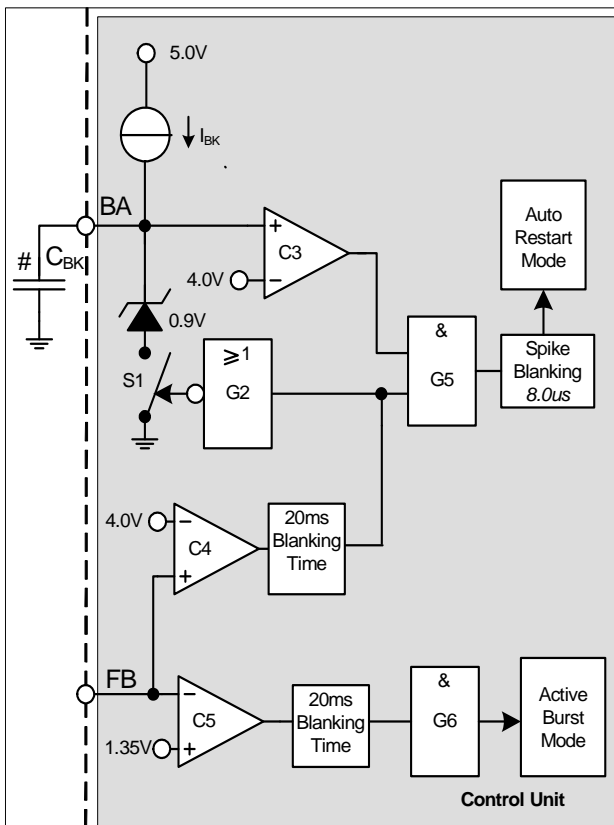 5.0V
I_BK
BA
# C_BK
C3
+
−
4.0V
0.9V
S1
≥1
G2
&
G5
Auto
Restart
Mode
Spike
Blanking
8.0us
4.0V
−
C4
+
20ms
Blanking
Time
FB
−
C5
+
1.35V
20ms
Blanking
Time
&
G6
Active
Burst
Mode
Control Unit